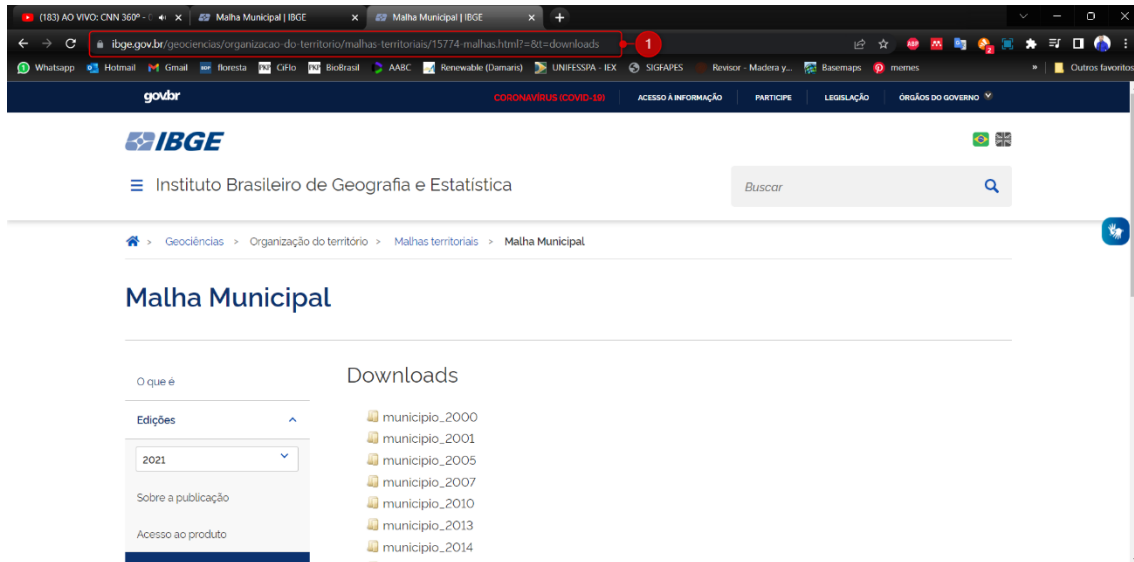 (183) AO VIVO: CNN 360º - Malha Municipal | IBGE Malha Municipal | IBGE
ibge.gov.br/geociencias/organizacao-do-territorio/malhas-territoriais/15774-malhas.html?=&t=downloads 1
Whatsapp Hotmail Gmail floresta CiFlo BioBrasil AABC Renewable (Damaris) UNIFESSPA - IEX SIGFAPES Revisor - Madera y... Basemaps memes » Outros favoritos
gov.br CORONAVÍRUS (COVID-19) ACESSO À INFORMAÇÃO PARTICIPE LEGISLAÇÃO ÓRGÃOS DO GOVERNO
IBGE
Instituto Brasileiro de Geografia e Estatística Buscar
> Geociências > Organização do território > Malhas territoriais > Malha Municipal
Malha Municipal
O que é
Edições
2021
Sobre a publicação
Acesso ao produto
Downloads
municipio_2000
municipio_2001
municipio_2005
municipio_2007
municipio_2010
municipio_2013
municipio_2014